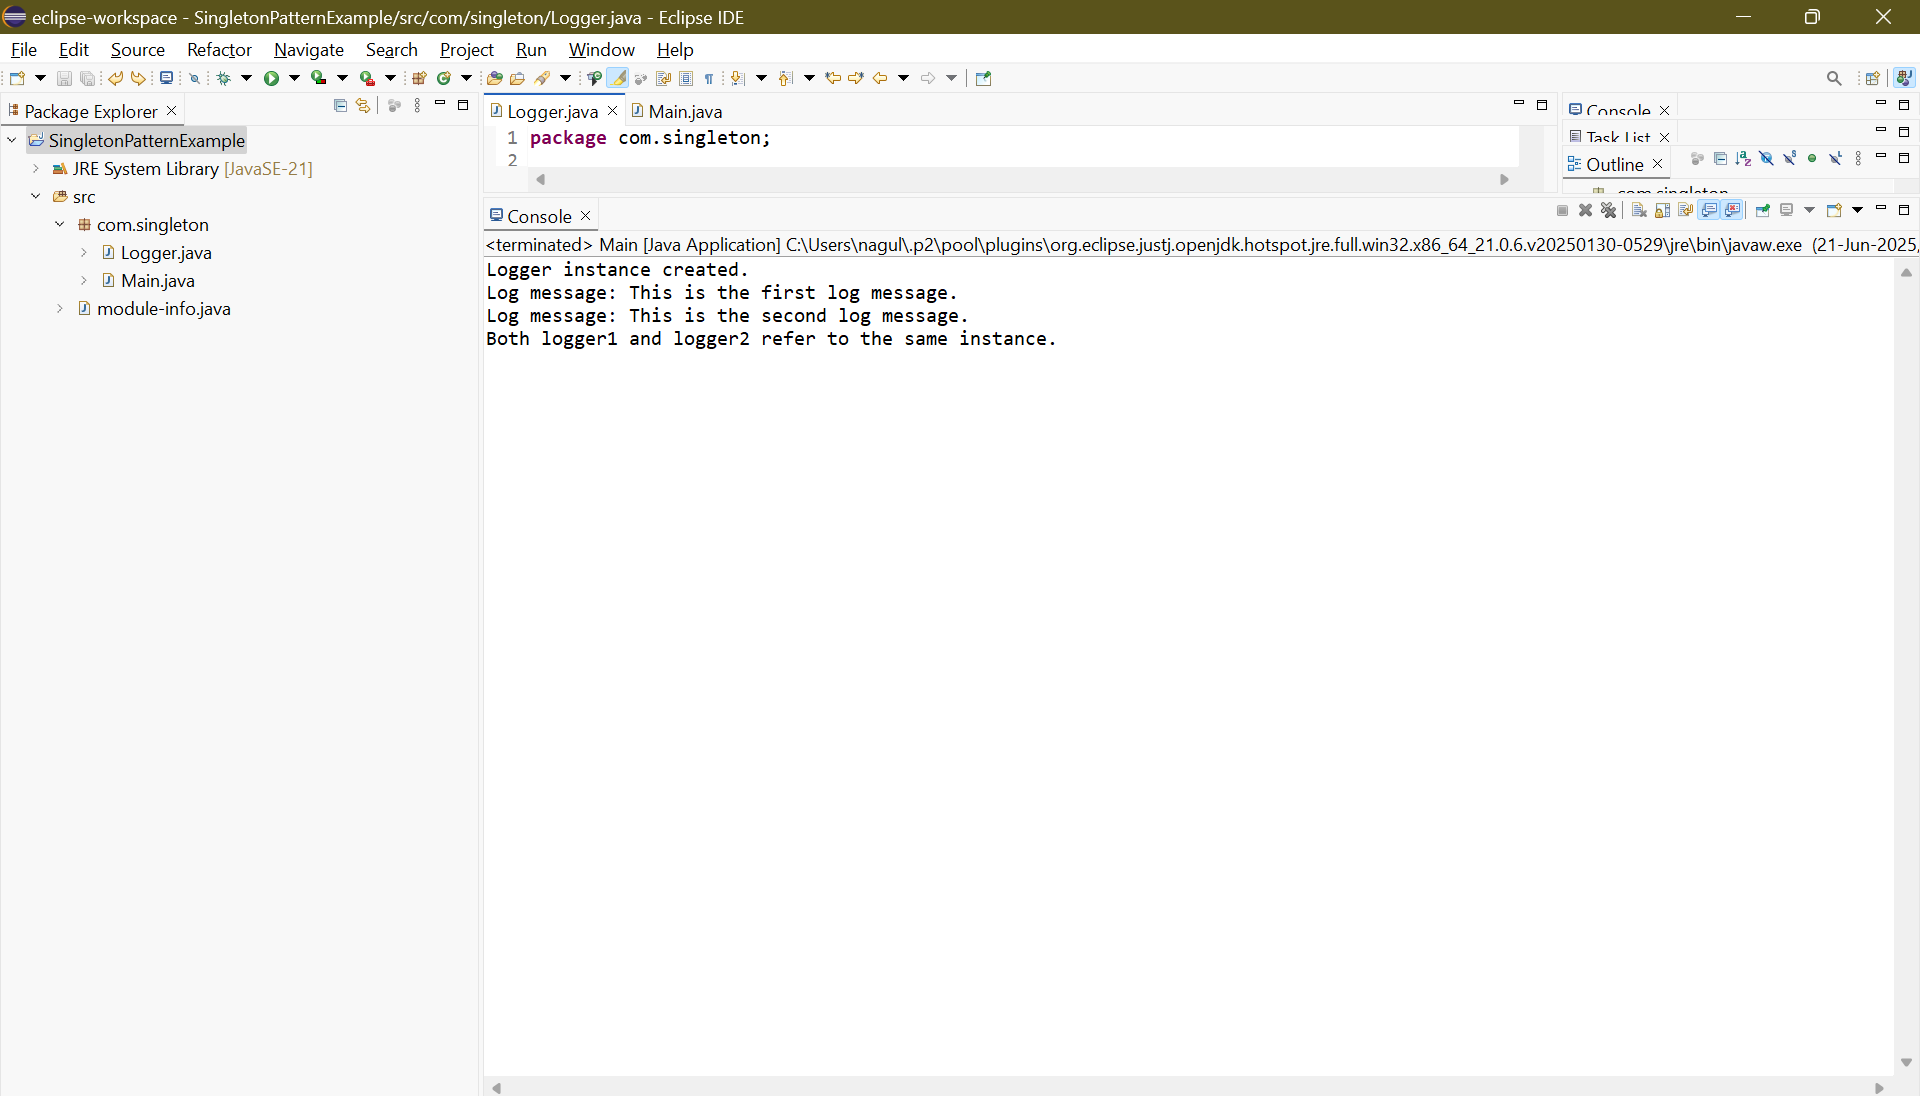 eclipse-workspace - SingletonPatternExample/src/com/singleton/Logger.java - Eclipse IDE
File Edit Source Refactor Navigate Search Project Run Window Help
Package Explorer
SingletonPatternExample
JRE System Library [JavaSE-21]
src
com.singleton
Logger.java
Main.java
module-info.java
Logger.java Main.java
1 package com.singleton;
2
Console
Task List
Outline
com.singleton
Console
<terminated> Main [Java Application] C:\Users\nagul\.p2\pool\plugins\org.eclipse.justj.openjdk.hotspot.jre.full.win32.x86_64_21.0.6.v20250130-0529\jre\bin\javaw.exe (21-Jun-2025,
Logger instance created.
Log message: This is the first log message.
Log message: This is the second log message.
Both logger1 and logger2 refer to the same instance.